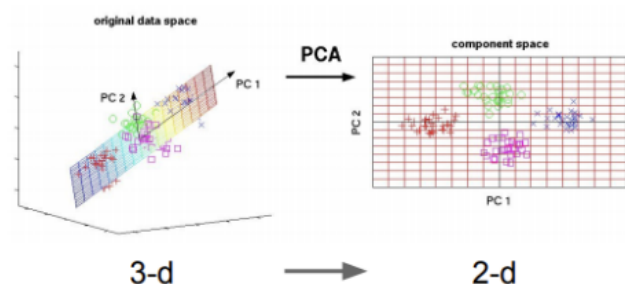 original data space
PCA
component space
PC 1
PC 2
PC 2
PC 1
3-d
2-d